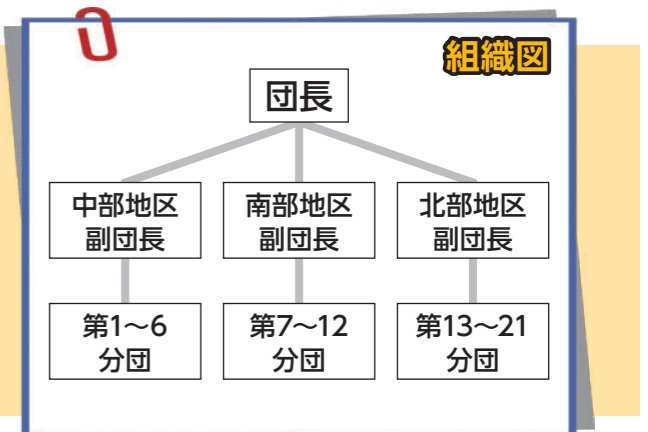 組織図
団長
中部地区
副団長
南部地区
副団長
北部地区
副団長
第1～6
分団
第7～12
分団
第13～21
分団